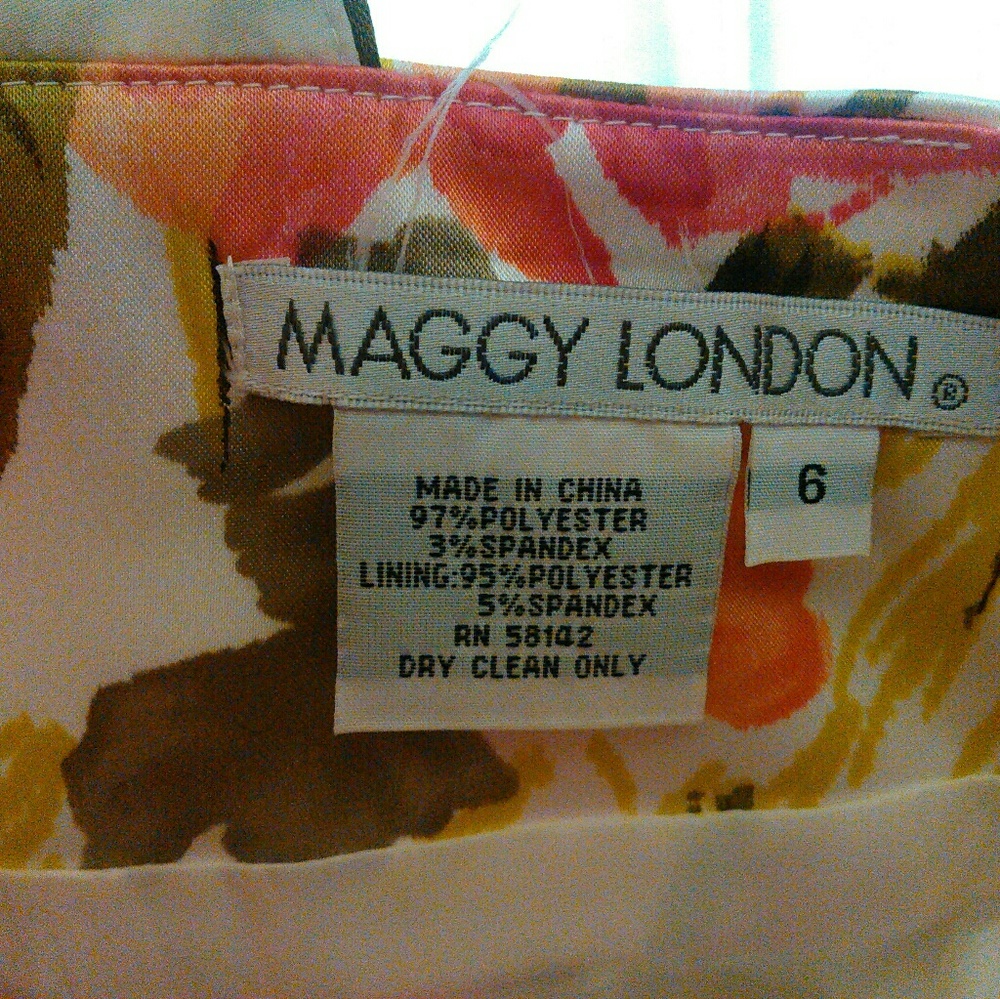 MAGGY LONDON ®
6
MADE IN CHINA
97%POLYESTER
3%SPANDEX
LINING:95%POLYESTER
5%SPANDEX
RN 58142
DRY CLEAN ONLY